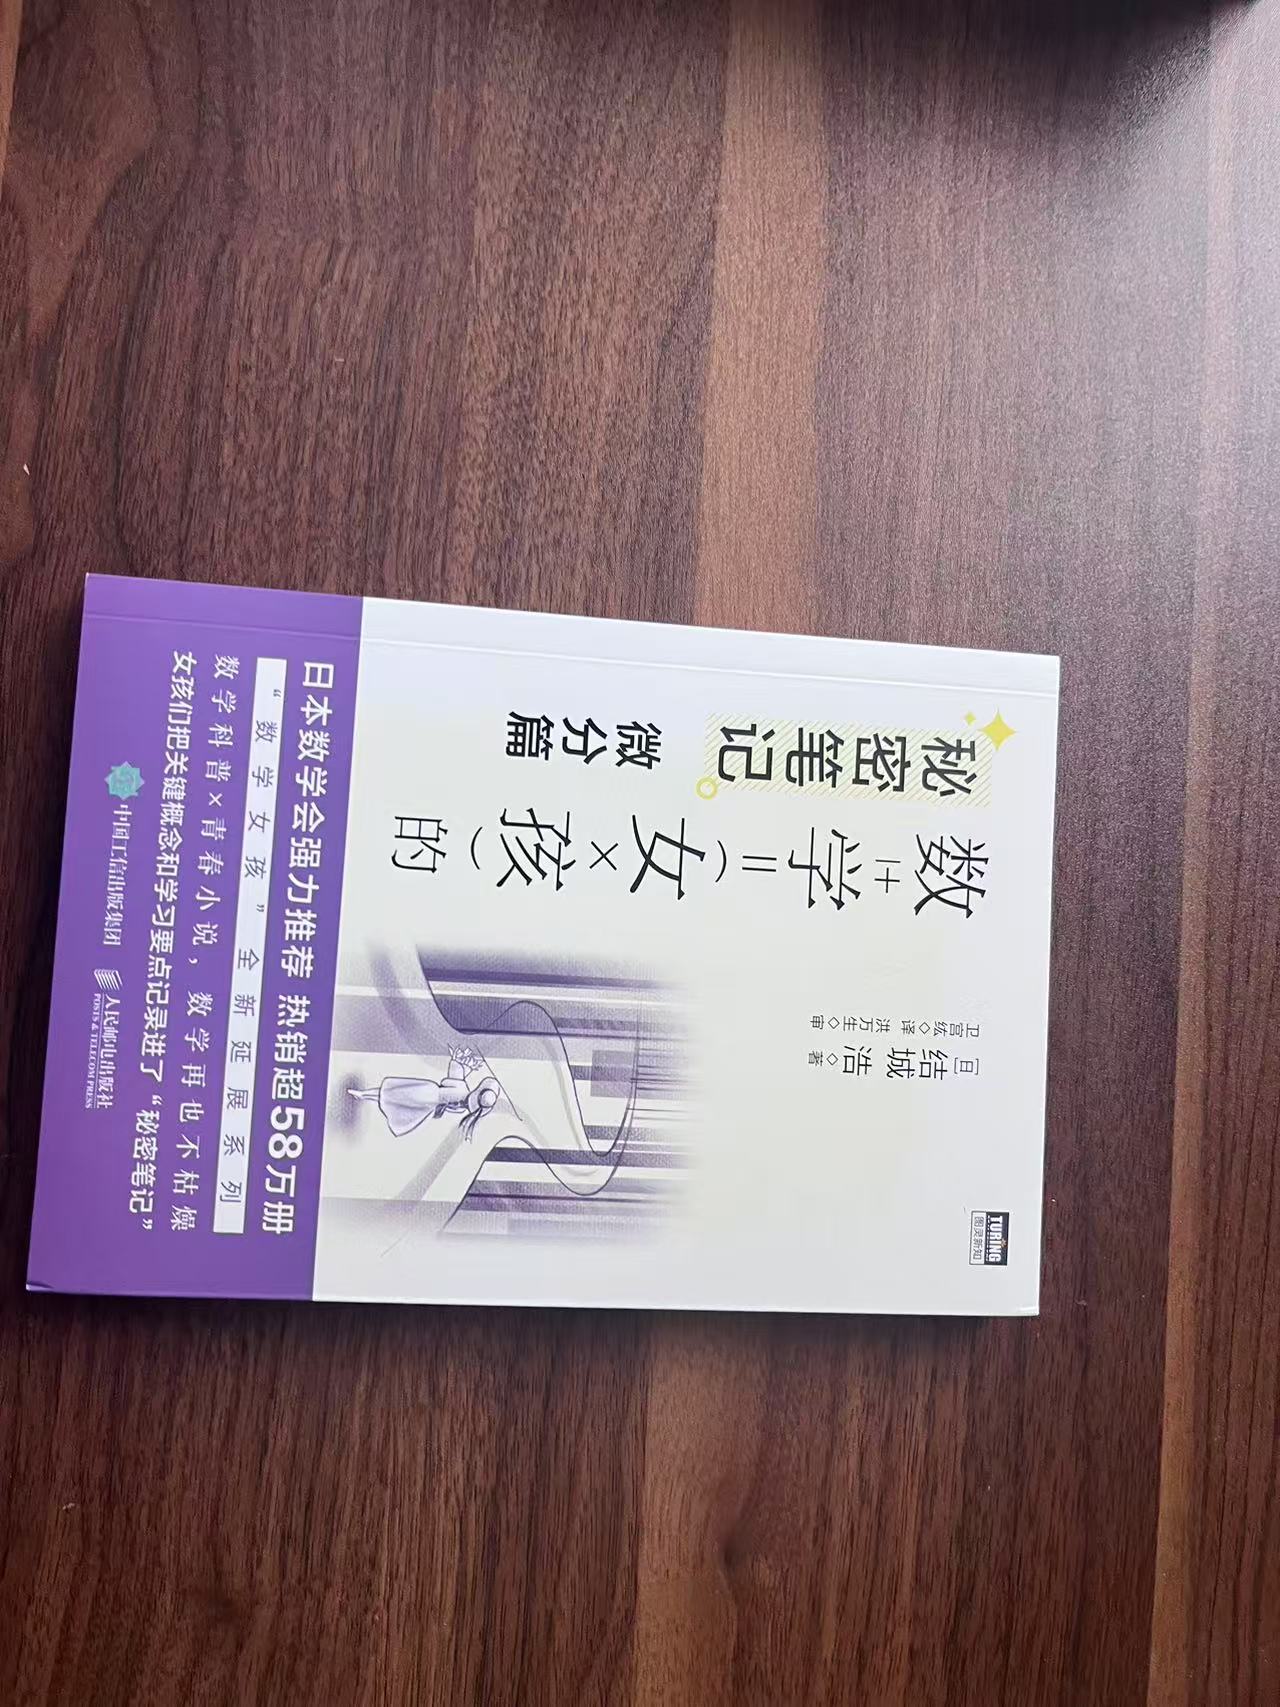 TURING
图灵新知
[日]结城 浩◇著
卫宫纮◇译 洪万生◇审
数+学=(女×孩)的
秘密笔记。
微分篇
日本数学会强力推荐 热销超58万册
“数学女孩”全新延展系列
数学科普×青春小说，数学再也不枯燥
女孩们把关键概念和学习要点记录进了“秘密笔记”
中国工信出版集团
人民邮电出版社
POSTS & TELECOM PRESS